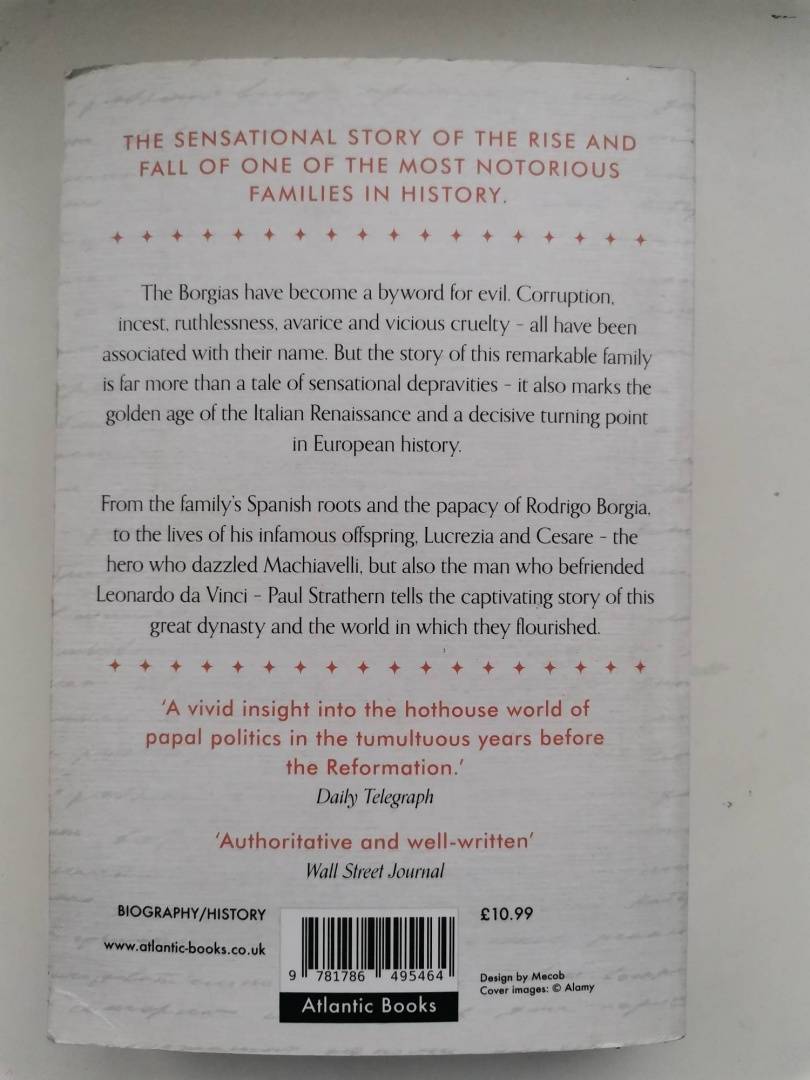 THE SENSATIONAL STORY OF THE RISE AND
FALL OF ONE OF THE MOST NOTORIOUS
FAMILIES IN HISTORY.
The Borgias have become a byword for evil. Corruption,
incest, ruthlessness, avarice and vicious cruelty – all have been
associated with their name. But the story of this remarkable family
is far more than a tale of sensational depravities – it also marks the
golden age of the Italian Renaissance and a decisive turning point
in European history.
From the family's Spanish roots and the papacy of Rodrigo Borgia,
to the lives of his infamous offspring, Lucrezia and Cesare – the
hero who dazzled Machiavelli, but also the man who befriended
Leonardo da Vinci – Paul Strathern tells the captivating story of this
great dynasty and the world in which they flourished.
'A vivid insight into the hothouse world of
papal politics in the tumultuous years before
the Reformation.'
Daily Telegraph
'Authoritative and well-written'
Wall Street Journal
BIOGRAPHY/HISTORY
www.atlantic-books.co.uk
9 781786 495464
Atlantic Books
£10.99
Design by Mecob
Cover images: © Alamy